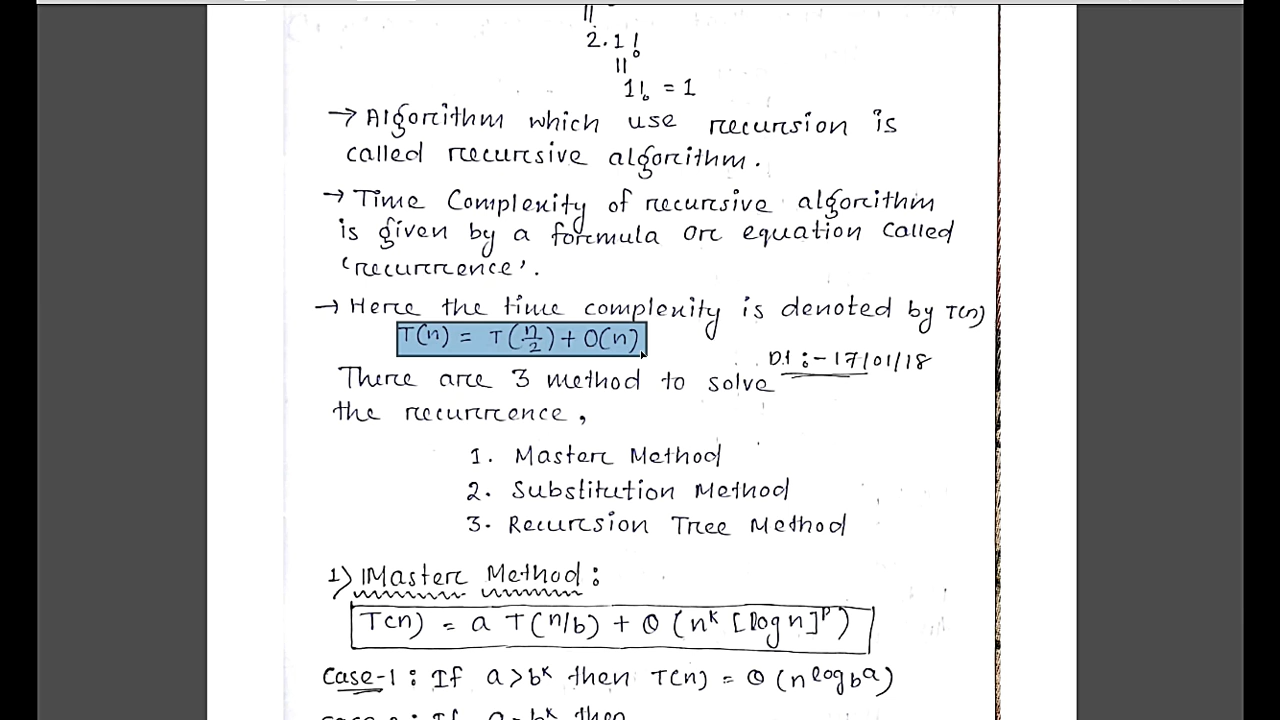 ||
2.1!
||
1! = 1
→ Algorithm which use recursion is
called recursive algorithm.
→ Time Complexity of recursive algorithm
is given by a formula or equation called
'recurrence'.
→ Here the time complexity is denoted by T(n)
T(n) = T(n/2) + O(n)
Dt :- 17/01/18
There are 3 method to solve
the recurrence,
1. Master Method
2. Substitution Method
3. Recursion Tree Method
1) Master Method :
T(n) = a T(n/b) + Θ (n^k [log n]^p)
Case-1 : If a > b^k then T(n) = Θ (n^log_b a)